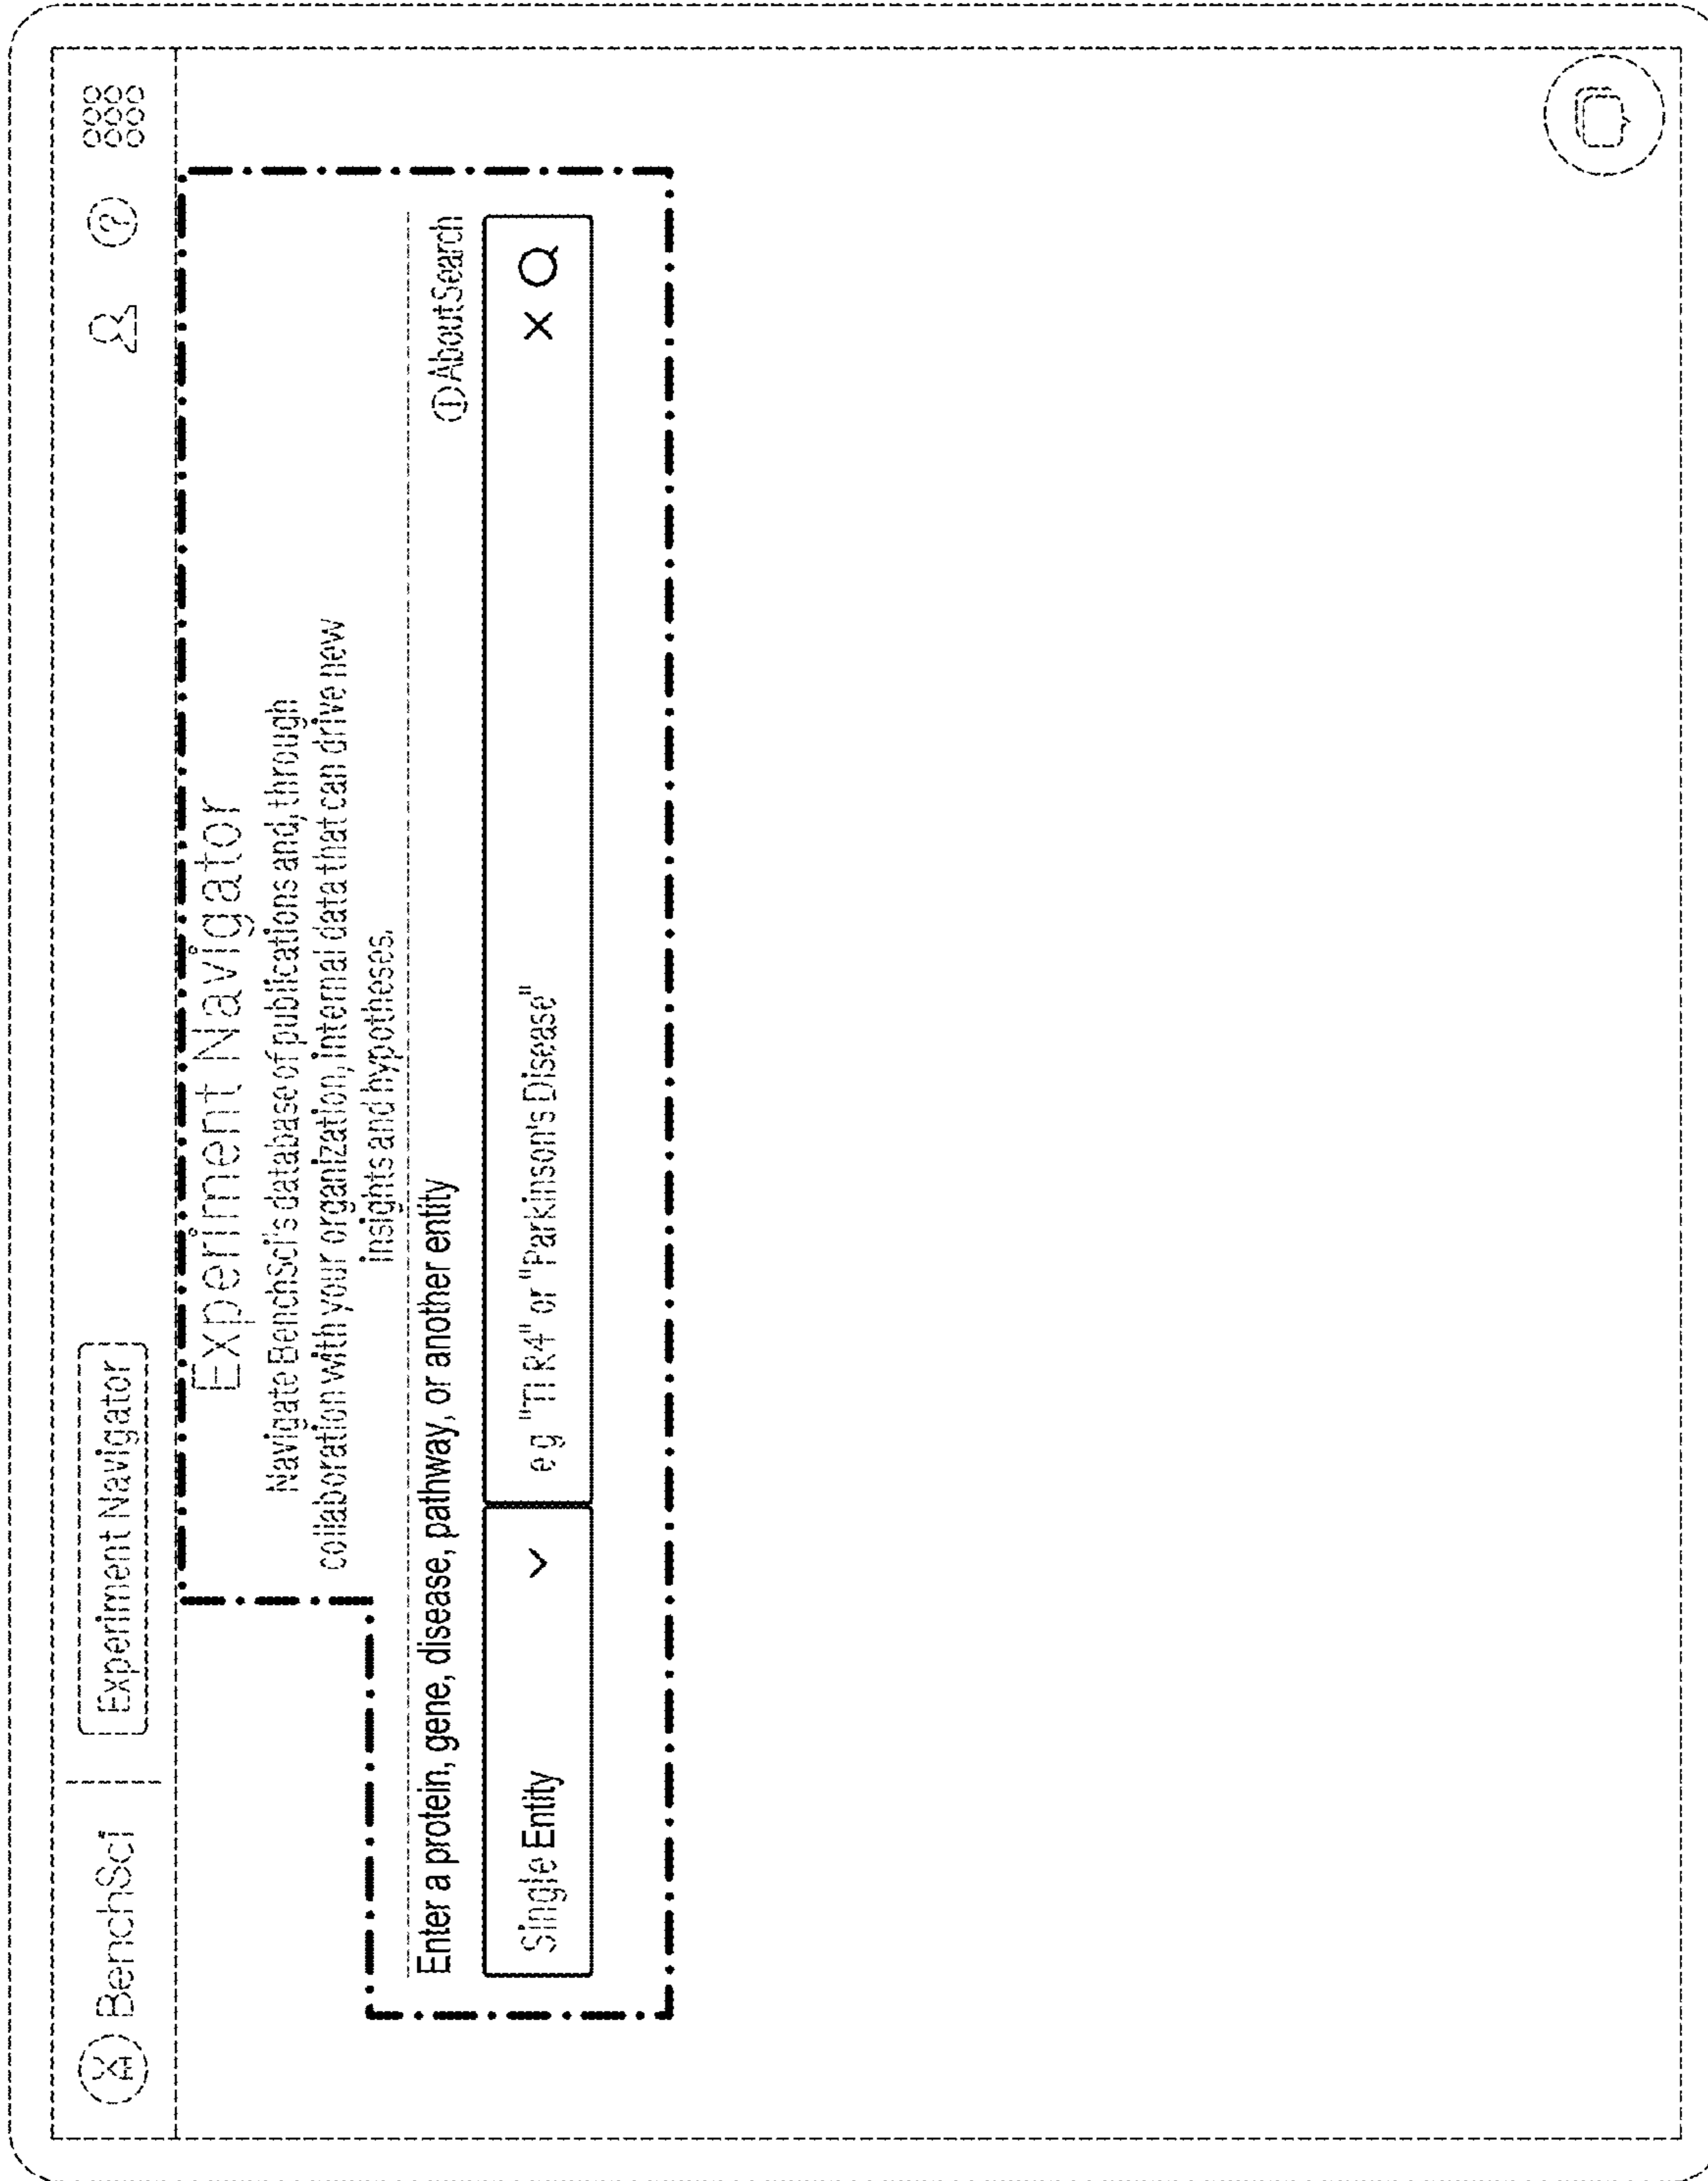 BenchSci
Experiment Navigator
Experiment Navigator
Navigate BenchSci's database of publications and, through
collaboration with your organization, internal data that can drive new
insights and hypotheses.
Enter a protein, gene, disease, pathway, or another entity
About Search
Single Entity
eg "TLR4" or "Parkinson's Disease"